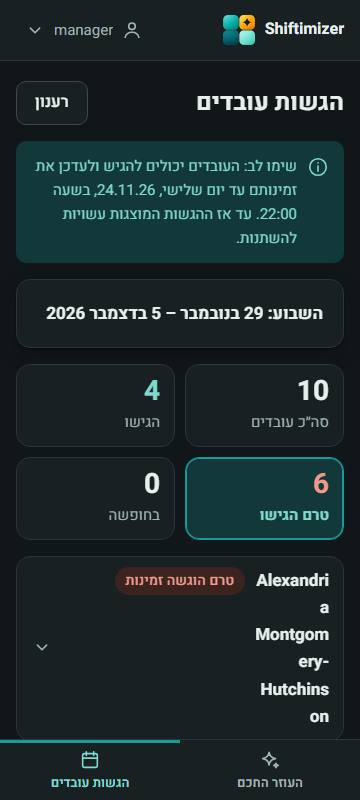 Shiftimizer
manager
הגשות עובדים
רענון
שימו לב: העובדים יכולים להגיש ולעדכן את
זמינותם עד יום שלישי, 24.11.26, בשעה
22:00. עד אז ההגשות המוצגות עשויות
להשתנות.
השבוע: 29 בנובמבר – 5 בדצמבר 2026
10
סה"כ עובדים
4
הגישו
6
טרם הגישו
0
בחופשה
Alexandri
a
Montgom
ery-
Hutchins
on
טרם הוגשה זמינות
העוזר החכם
הגשות עובדים